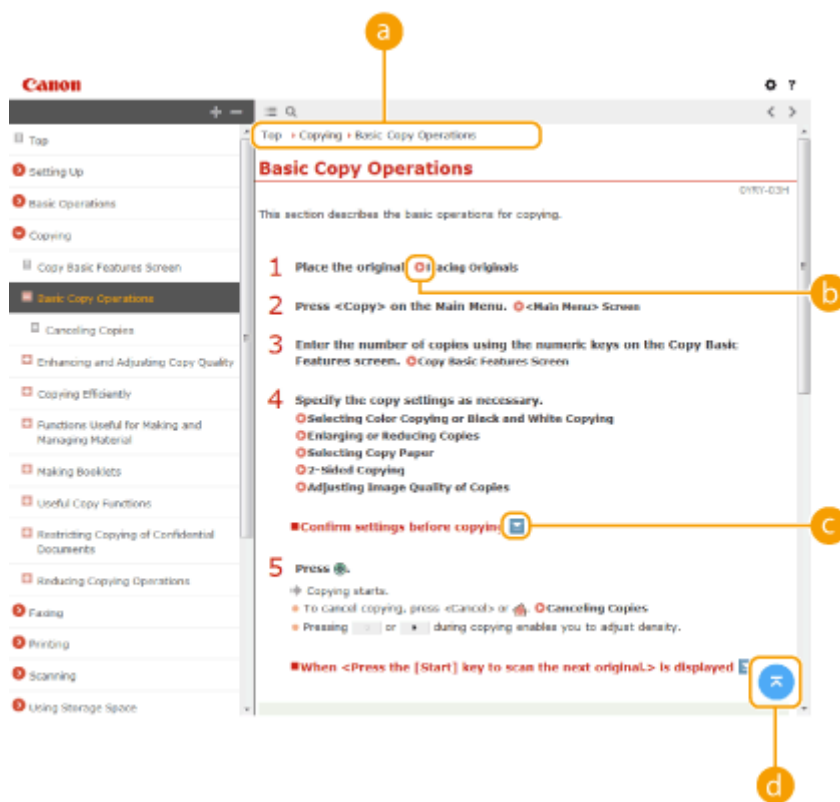 a
Canon
?
+ −
Top
Setting Up
Basic Operations
Copying
Copy Basic Features Screen
Basic Copy Operations
Canceling Copies
Enhancing and Adjusting Copy Quality
Copying Efficiently
Functions Useful for Making and
Managing Material
Making Booklets
Useful Copy Functions
Restricting Copying of Confidential
Documents
Reducing Copying Operations
Faxing
Printing
Scanning
Using Storage Space
Top › Copying › Basic Copy Operations
Basic Copy Operations
0YRY-03H
This section describes the basic operations for copying.
1 Place the original. acing Originals
b
2 Press <Copy> on the Main Menu. <Main Menu> Screen
3 Enter the number of copies using the numeric keys on the Copy Basic
Features screen. Copy Basic Features Screen
4 Specify the copy settings as necessary.
Selecting Color Copying or Black and White Copying
Enlarging or Reducing Copies
Selecting Copy Paper
2-Sided Copying
Adjusting Image Quality of Copies
■Confirm settings before copying
c
5 Press .
Copying starts.
To cancel copying, press <Cancel> or . Canceling Copies
Pressing or during copying enables you to adjust density.
■When <Press the [Start] key to scan the next original.> is displayed
d